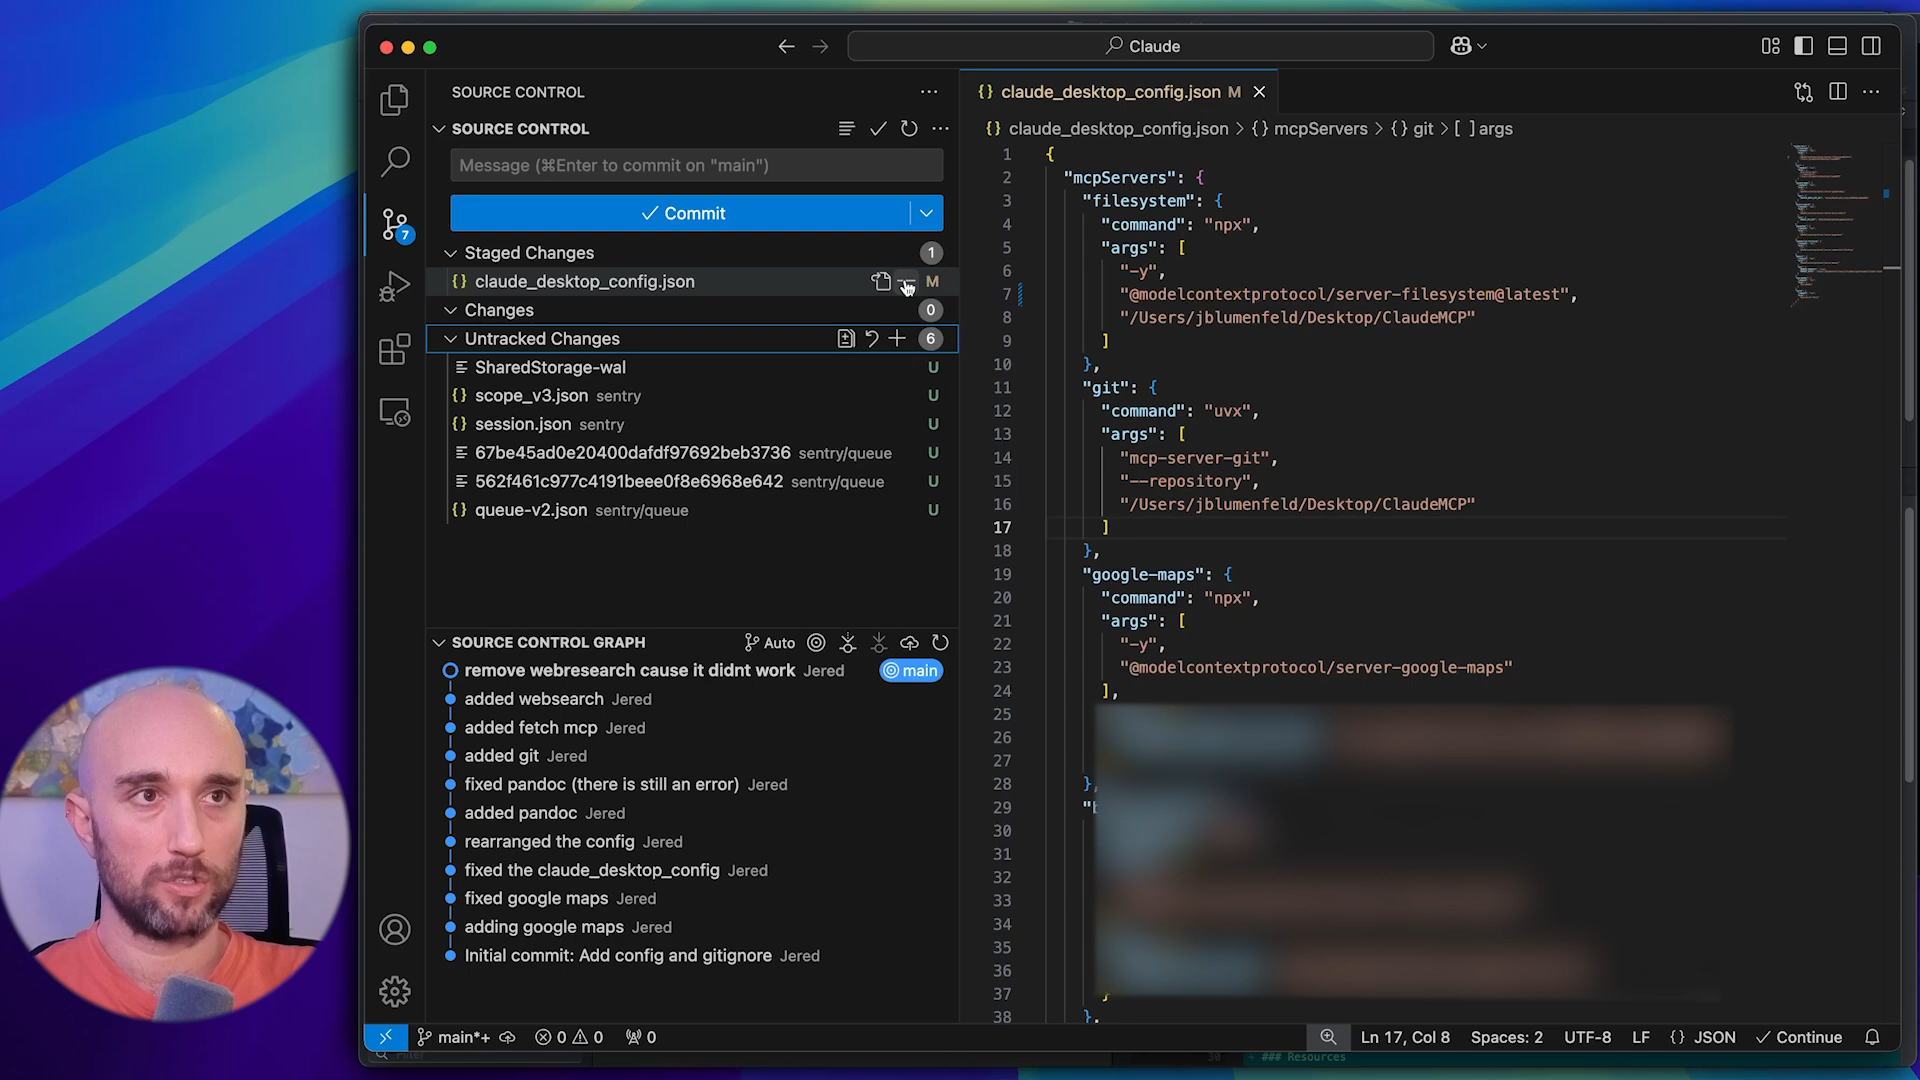 Claude
SOURCE CONTROL
SOURCE CONTROL
Message (⌘Enter to commit on "main")
Commit
Staged Changes 1
claude_desktop_config.json M
Changes 0
Untracked Changes 6
SharedStorage-wal U
scope_v3.json sentry U
session.json sentry U
67be45ad0e20400dafdf97692beb3736 sentry/queue U
562f461c977c4191beee0f8e6968e642 sentry/queue U
queue-v2.json sentry/queue U
7
SOURCE CONTROL GRAPH Auto
remove webresearch cause it didnt work Jered main
added websearch Jered
added fetch mcp Jered
added git Jered
fixed pandoc (there is still an error) Jered
added pandoc Jered
rearranged the config Jered
fixed the claude_desktop_config Jered
fixed google maps Jered
adding google maps Jered
Initial commit: Add config and gitignore Jered
{} claude_desktop_config.json M
{} claude_desktop_config.json > {} mcpServers > {} git > [ ] args
1 {
2 "mcpServers": {
3 "filesystem": {
4 "command": "npx",
5 "args": [
6 "-y",
7 "@modelcontextprotocol/server-filesystem@latest",
8 "/Users/jblumenfeld/Desktop/ClaudeMCP"
9 ]
10 },
11 "git": {
12 "command": "uvx",
13 "args": [
14 "mcp-server-git",
15 "--repository",
16 "/Users/jblumenfeld/Desktop/ClaudeMCP"
17 ]
18 },
19 "google-maps": {
20 "command": "npx",
21 "args": [
22 "-y",
23 "@modelcontextprotocol/server-google-maps"
24 ],
25
26
27
28 },
29 "b
30
31
32
33
34
35
36
37 }
38 },
main*+ 0 0 0
Ln 17, Col 8 Spaces: 2 UTF-8 LF {} JSON Continue
Filter
30 ### Resources